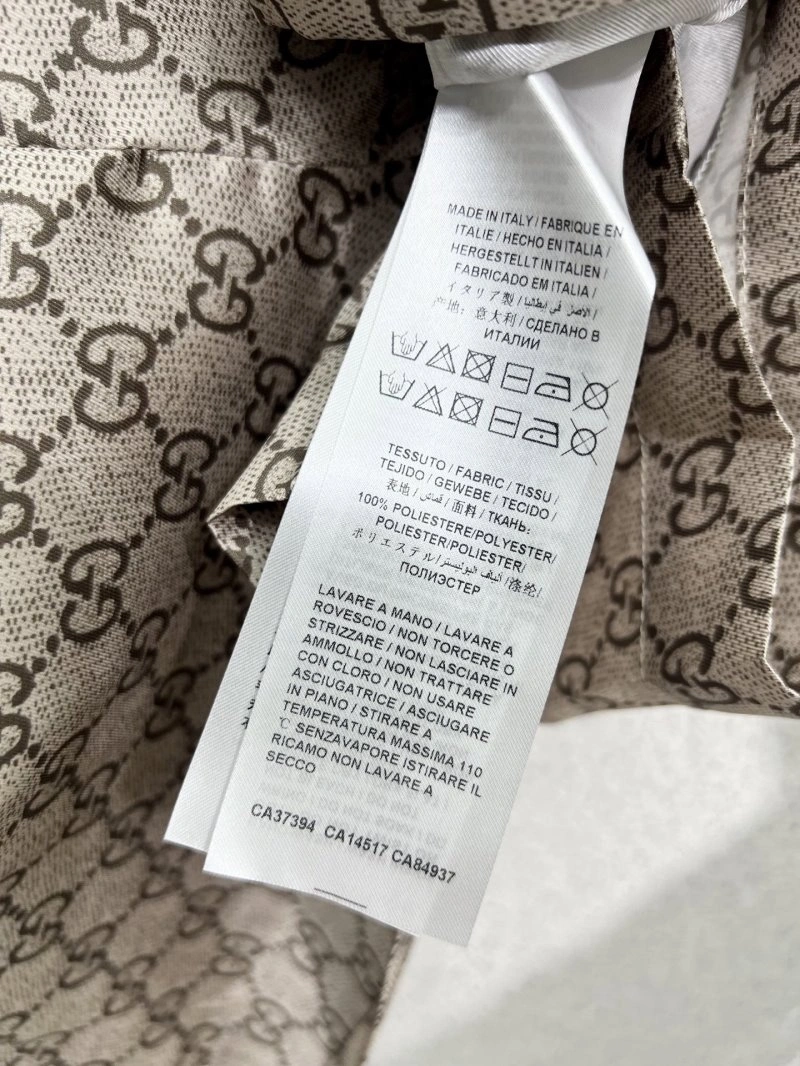 MADE IN ITALY / FABRIQUE EN
ITALIE / HECHO EN ITALIA /
HERGESTELLT IN ITALIEN /
FABRICADO EM ITALIA /
イタリア製 / الاصل في ايطاليا /
产地：意大利 / СДЕЛАНО В
ИТАЛИИ
TESSUTO / FABRIC / TISSU /
TEJIDO / GEWEBE / TECIDO /
表地 / قماش / 面料 / ТКАНЬ:
100% POLIESTERE/POLYESTER/
POLIESTER/POLIESTER/
ポリエステル / ألياف البوليستر / 涤纶/
ПОЛИЭСТЕР
LAVARE A MANO / LAVARE A
ROVESCIO / NON TORCERE O
STRIZZARE / NON LASCIARE IN
AMMOLLO / NON TRATTARE
CON CLORO / NON USARE
ASCIUGATRICE / ASCIUGARE
IN PIANO / STIRARE A
TEMPERATURA MASSIMA 110
℃ SENZAVAPORE ISTIRARE IL
RICAMO NON LAVARE A
SECCO
CA37394 CA14517 CA84937